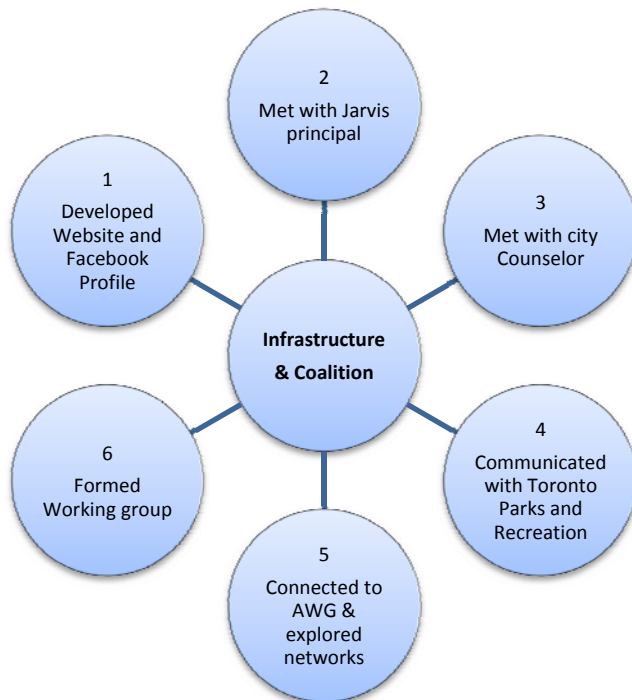 1
Developed
Website and
Facebook
Profile
2
Met with Jarvis
principal
3
Met with city
Counselor
Infrastructure
& Coalition
4
Communicated
with Toronto
Parks and
Recreation
5
Connected to
AWG &
explored
networks
6
Formed
Working group